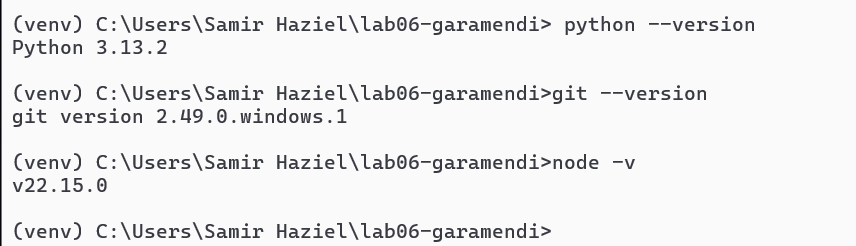 (venv) C:\Users\Samir Haziel\lab06-garamendi> python --version
Python 3.13.2
(venv) C:\Users\Samir Haziel\lab06-garamendi>git --version
git version 2.49.0.windows.1
(venv) C:\Users\Samir Haziel\lab06-garamendi>node -v
v22.15.0
(venv) C:\Users\Samir Haziel\lab06-garamendi>